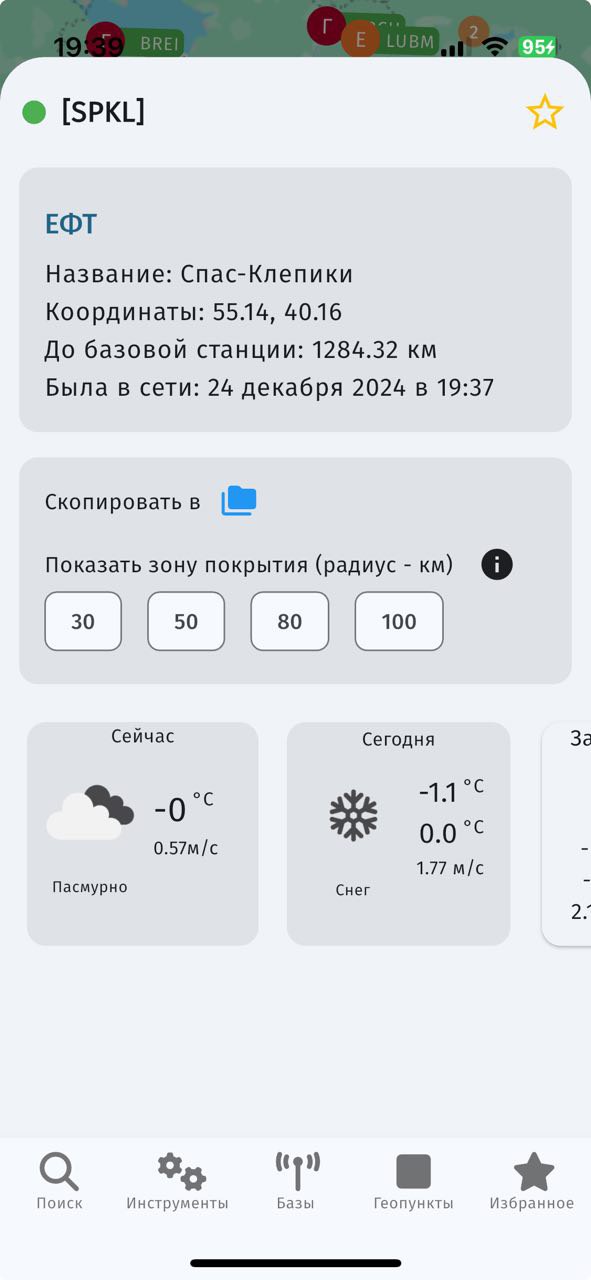 19:39
BREI
LUBM
2
95
[SPKL]
ЕФТ
Название: Спас-Клепики
Координаты: 55.14, 40.16
До базовой станции: 1284.32 км
Была в сети: 24 декабря 2024 в 19:37
Скопировать в
Показать зону покрытия (радиус - км)
30
50
80
100
Сейчас
-0 °C
0.57м/с
Пасмурно
Сегодня
-1.1 °C
0.0 °C
1.77 м/с
Снег
За
Поиск
Инструменты
Базы
Геопункты
Избранное